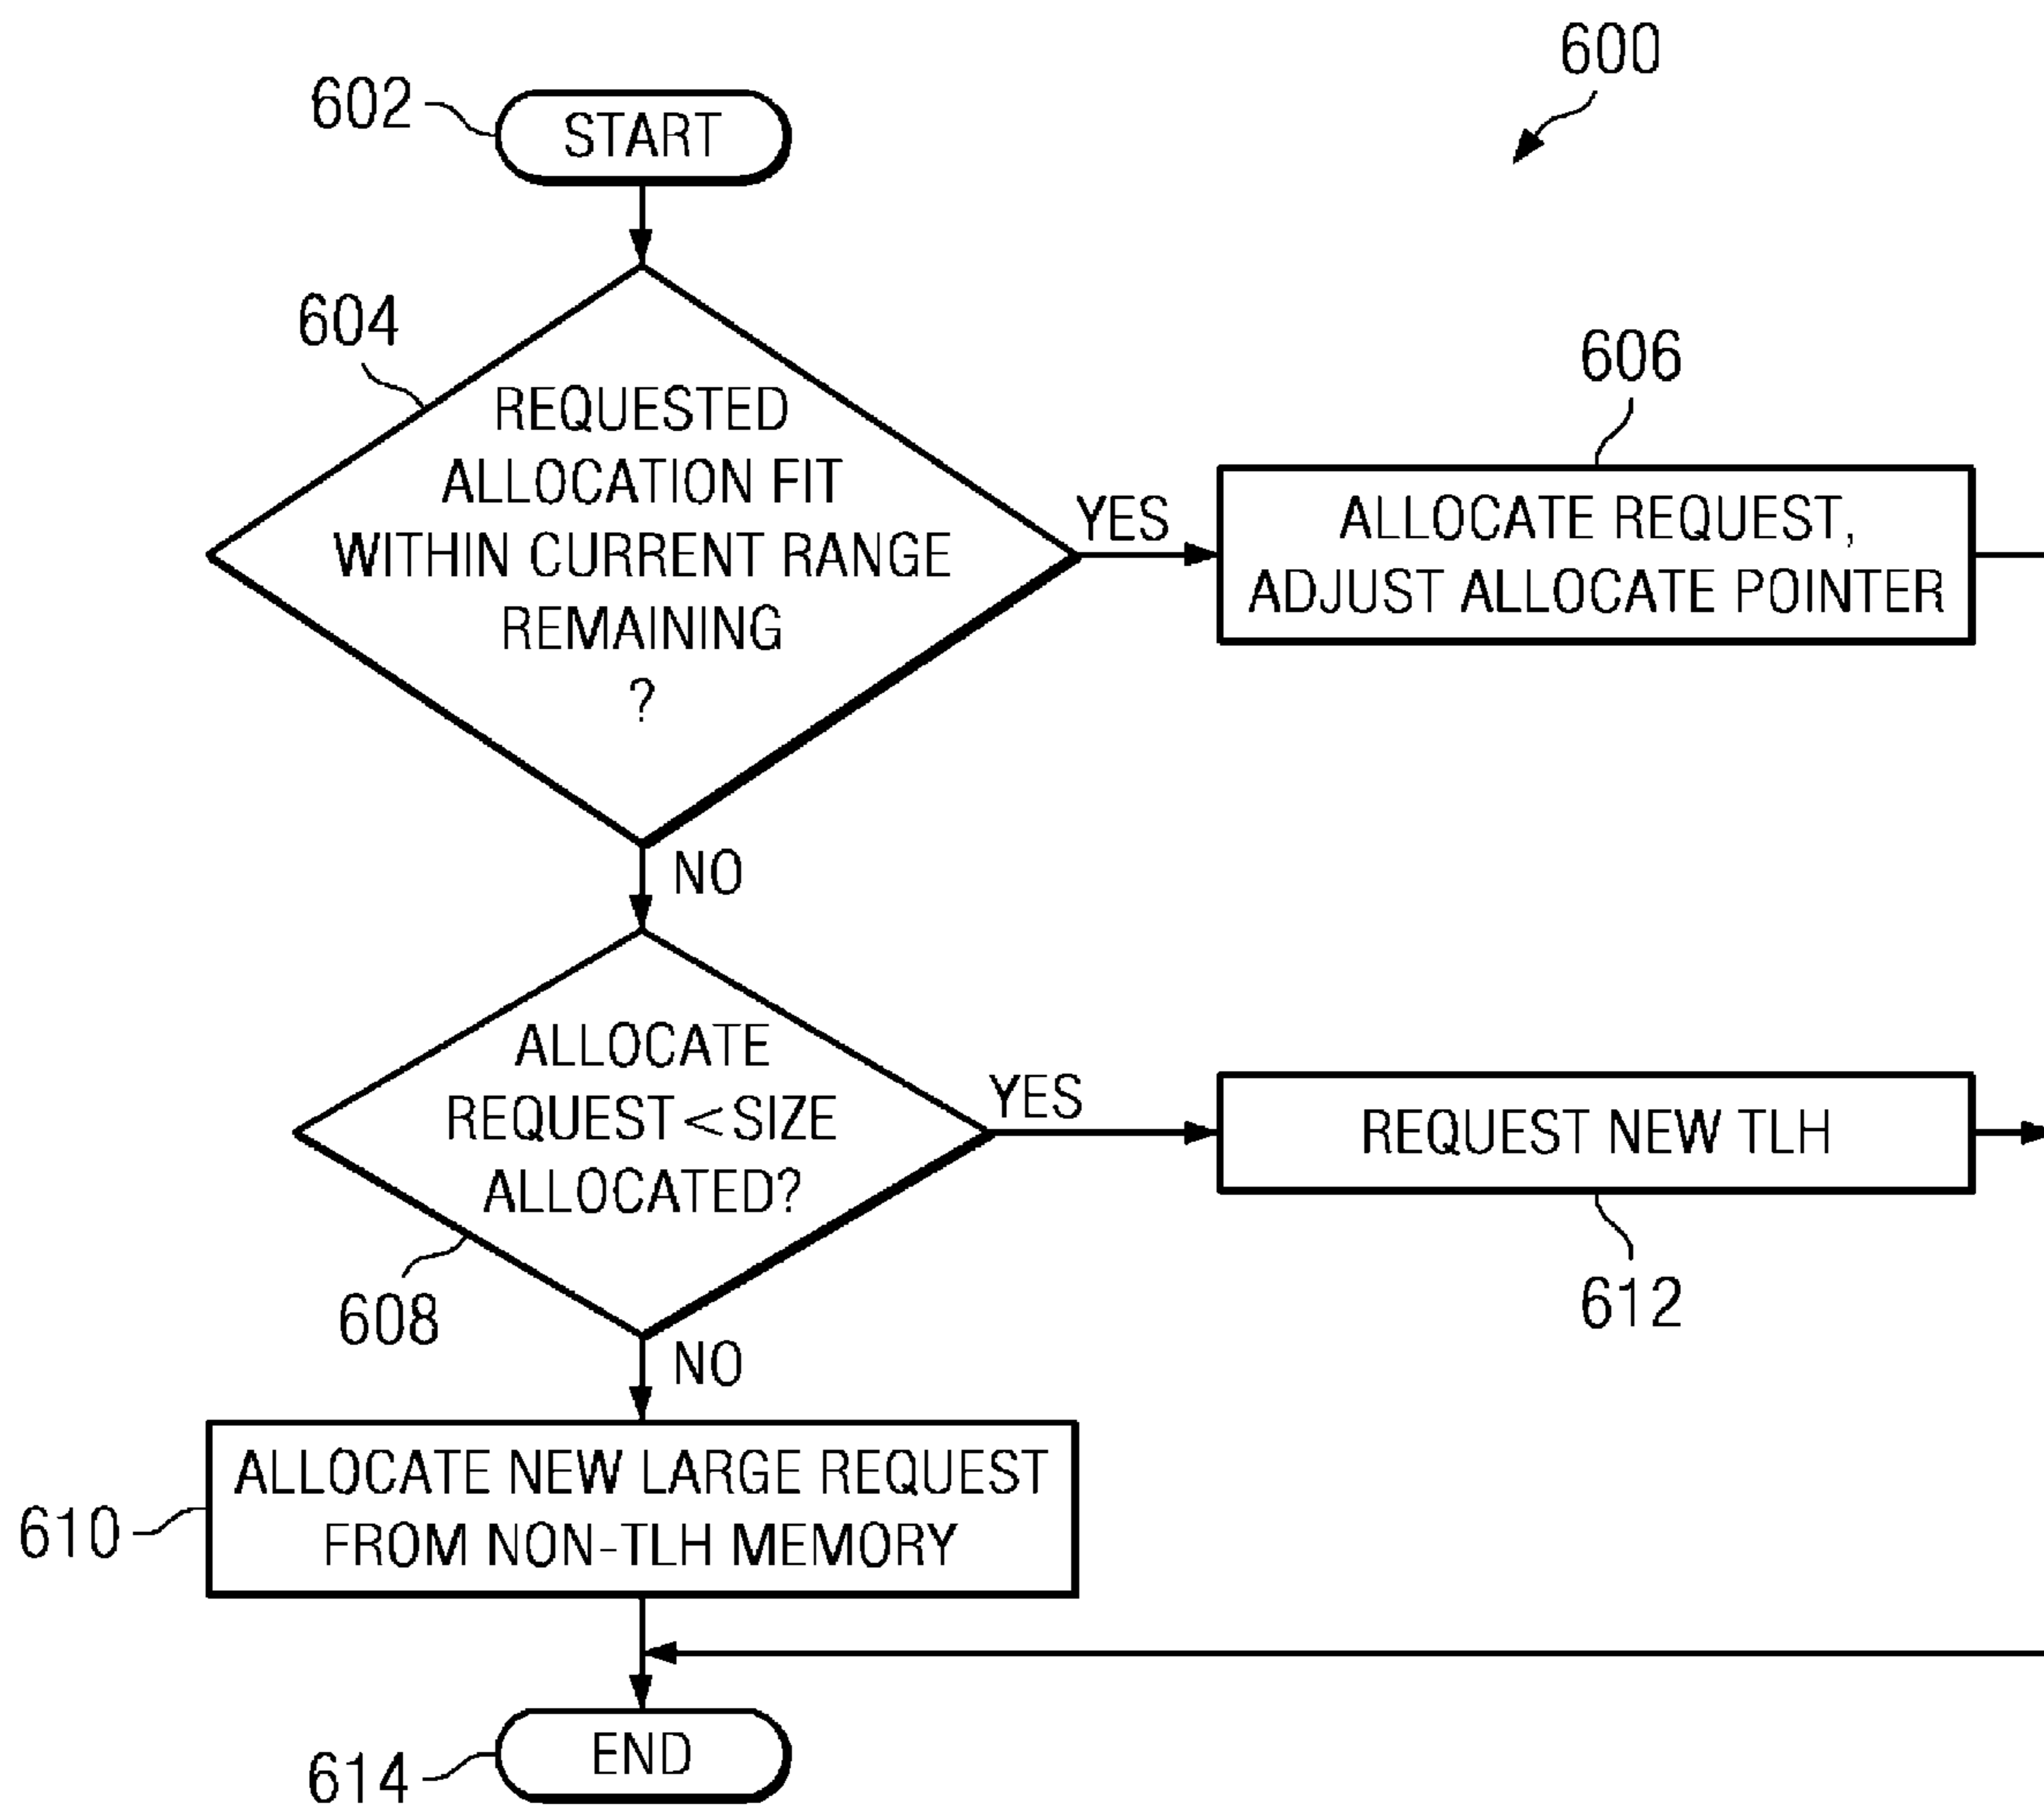 600
602
START
604
REQUESTED
ALLOCATION FIT
WITHIN CURRENT RANGE
REMAINING
?
YES
606
ALLOCATE REQUEST,
ADJUST ALLOCATE POINTER
NO
ALLOCATE
REQUEST < SIZE
ALLOCATED?
608
YES
REQUEST NEW TLH
612
NO
610
ALLOCATE NEW LARGE REQUEST
FROM NON-TLH MEMORY
614
END